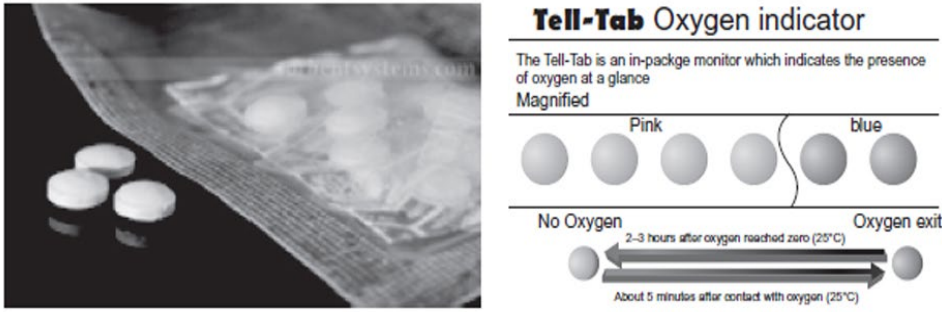 Tell-Tab Oxygen indicator
The Tell-Tab is an in-packge monitor which indicates the presence
of oxygen at a glance
Magnified
Pink
blue
No Oxygen
Oxygen exit
2–3 hours after oxygen reached zero (25°C)
About 5 minutes after contact with oxygen (25°C)